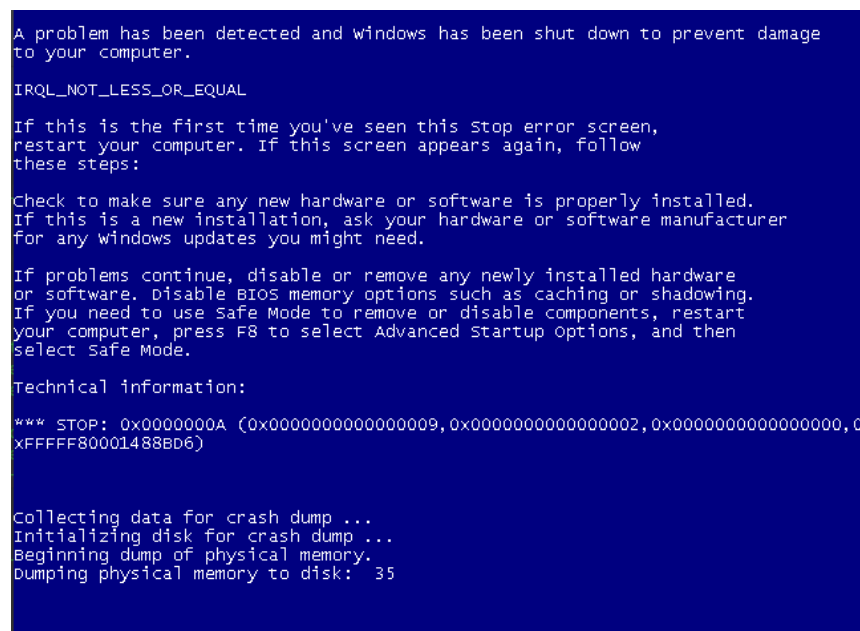 A problem has been detected and Windows has been shut down to prevent damage
to your computer.
IRQL_NOT_LESS_OR_EQUAL
If this is the first time you've seen this Stop error screen,
restart your computer. If this screen appears again, follow
these steps:
Check to make sure any new hardware or software is properly installed.
If this is a new installation, ask your hardware or software manufacturer
for any Windows updates you might need.
If problems continue, disable or remove any newly installed hardware
or software. Disable BIOS memory options such as caching or shadowing.
If you need to use Safe Mode to remove or disable components, restart
your computer, press F8 to select Advanced Startup Options, and then
select Safe Mode.
Technical information:
*** STOP: 0x0000000A (0x0000000000000009,0x0000000000000002,0x0000000000000000,0
xFFFFF80001488BD6)
Collecting data for crash dump ...
Initializing disk for crash dump ...
Beginning dump of physical memory.
Dumping physical memory to disk:  35